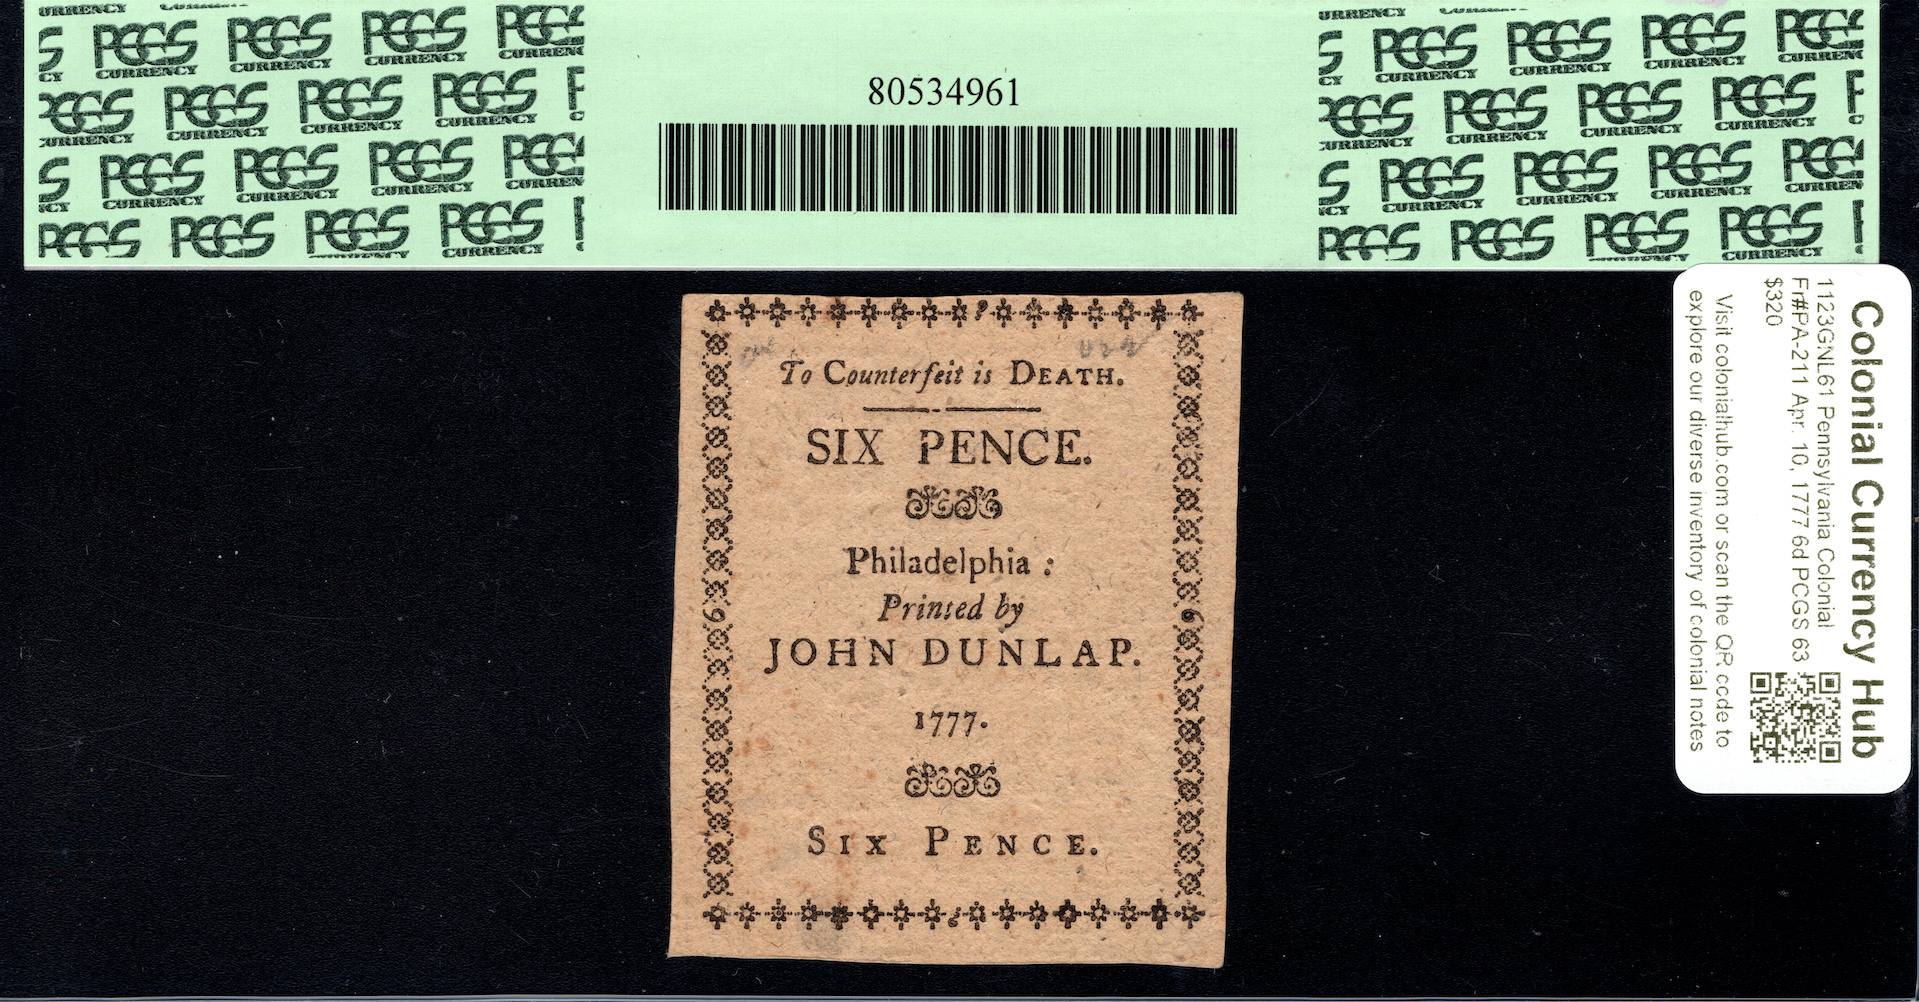 80534961
PCGS CURRENCY
To Counterfeit is DEATH.
SIX PENCE.
Philadelphia :
Printed by
JOHN DUNLAP.
1777.
SIX PENCE.
Colonial Currency Hub
1123GNL61 Pennsylvania Colonial
Fr#PA-211 Apr. 10, 1777 6d PCGS 63
$320
Visit colonialhub.com or scan the QR code to
explore our diverse inventory of colonial notes